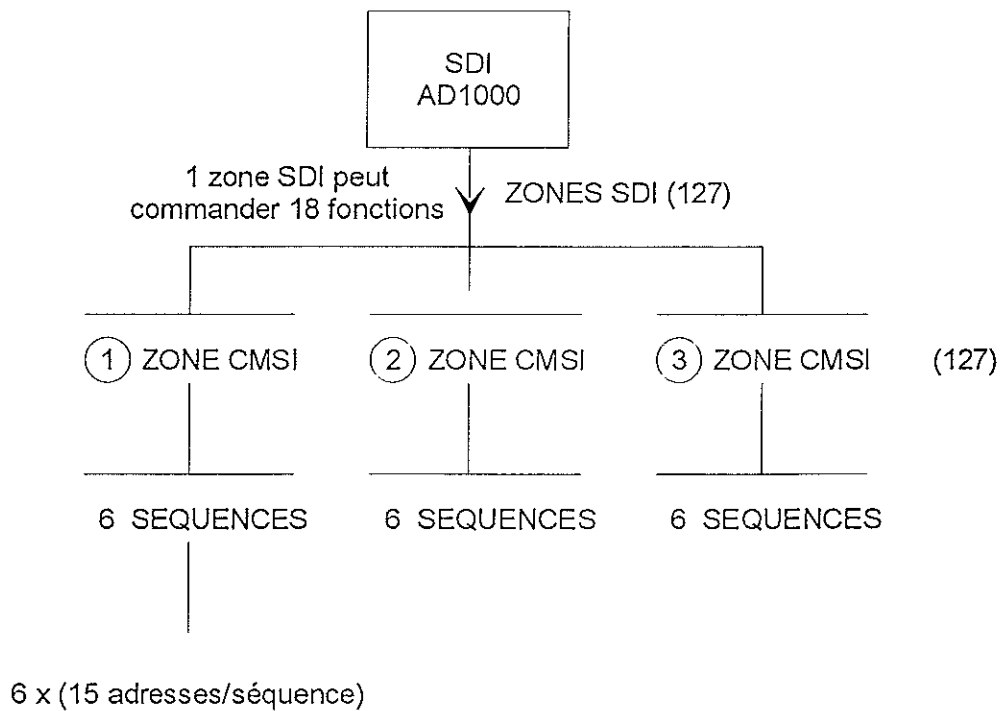 SDI
AD1000
1 zone SDI peut
commander 18 fonctions
ZONES SDI (127)
1 ZONE CMSI
2 ZONE CMSI
3 ZONE CMSI
(127)
6 SEQUENCES
6 SEQUENCES
6 SEQUENCES
6 x (15 adresses/séquence)